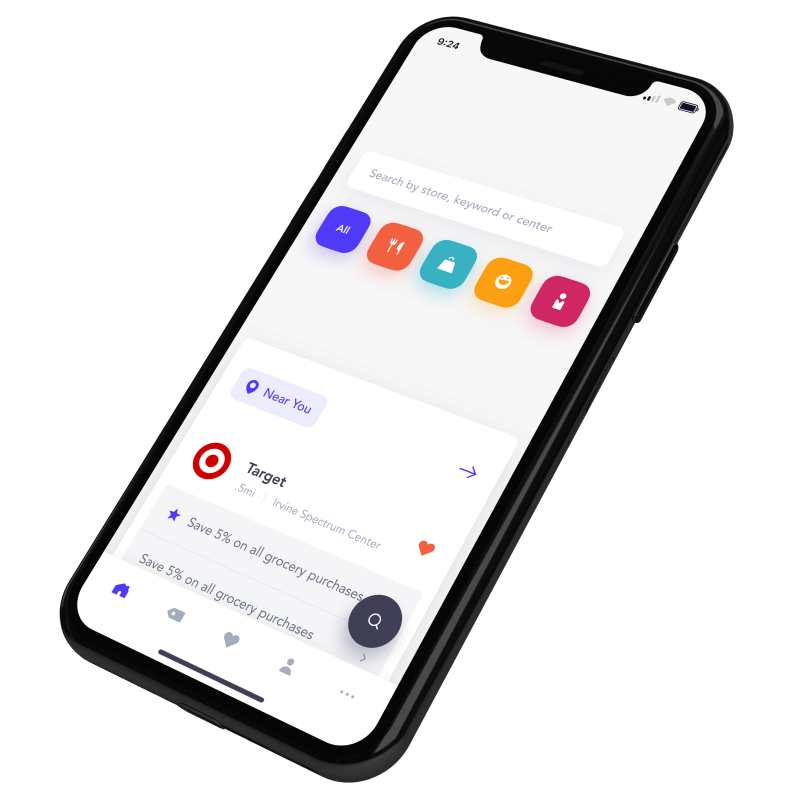 9:24
Search by store, keyword or center
All
Near You
Target
.5mi
Irvine Spectrum Center
Save 5% on all grocery purchases
Save 5% on all grocery purchases